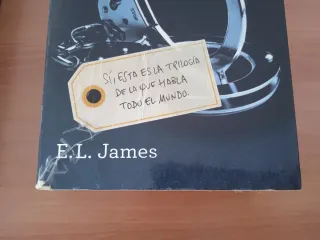 SÍ, ESTA ES LA TRILOGÍA
DE LA QUE HABLA
TODO EL MUNDO.
E. L. James